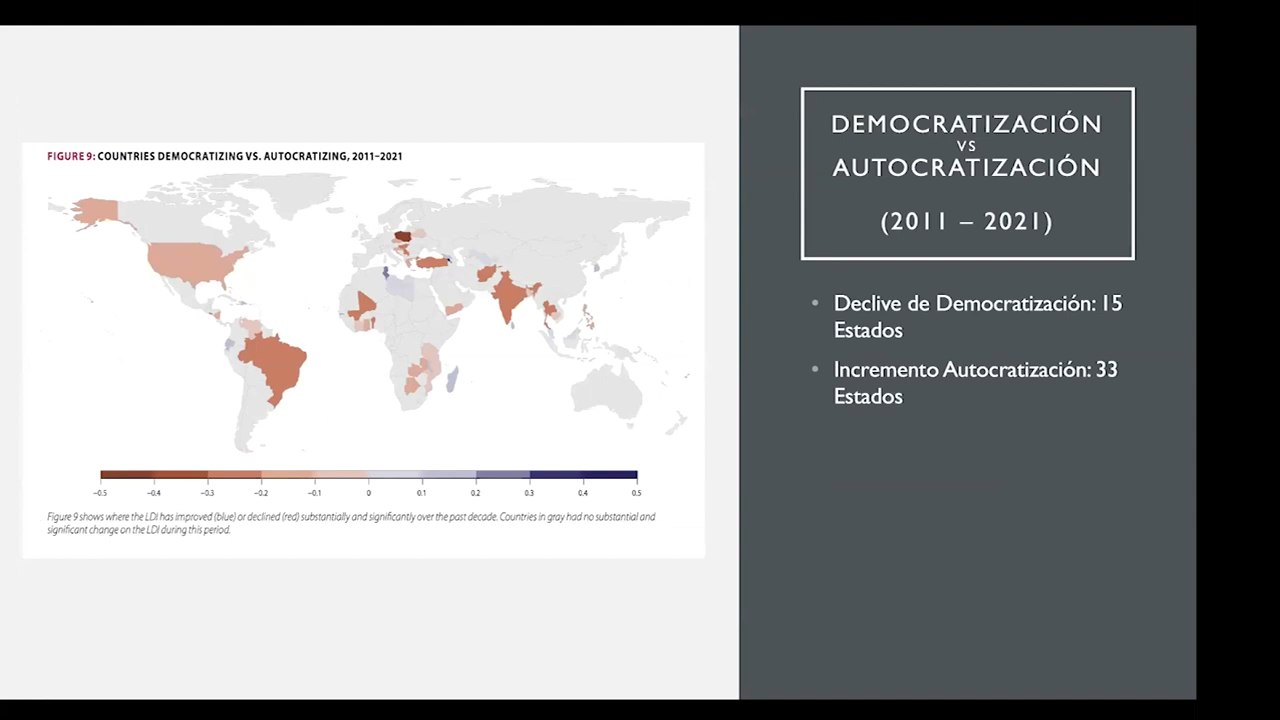 FIGURE 9: COUNTRIES DEMOCRATIZING VS. AUTOCRATIZING, 2011–2021
–0.5 –0.4 –0.3 –0.2 –0.1 0 0.1 0.2 0.3 0.4 0.5
Figure 9 shows where the LDI has improved (blue) or declined (red) substantially and significantly over the past decade. Countries in gray had no substantial and
significant change on the LDI during this period.
DEMOCRATIZACIÓN
VS
AUTOCRATIZACIÓN
(2011 – 2021)
• Declive de Democratización: 15
Estados
• Incremento Autocratización: 33
Estados